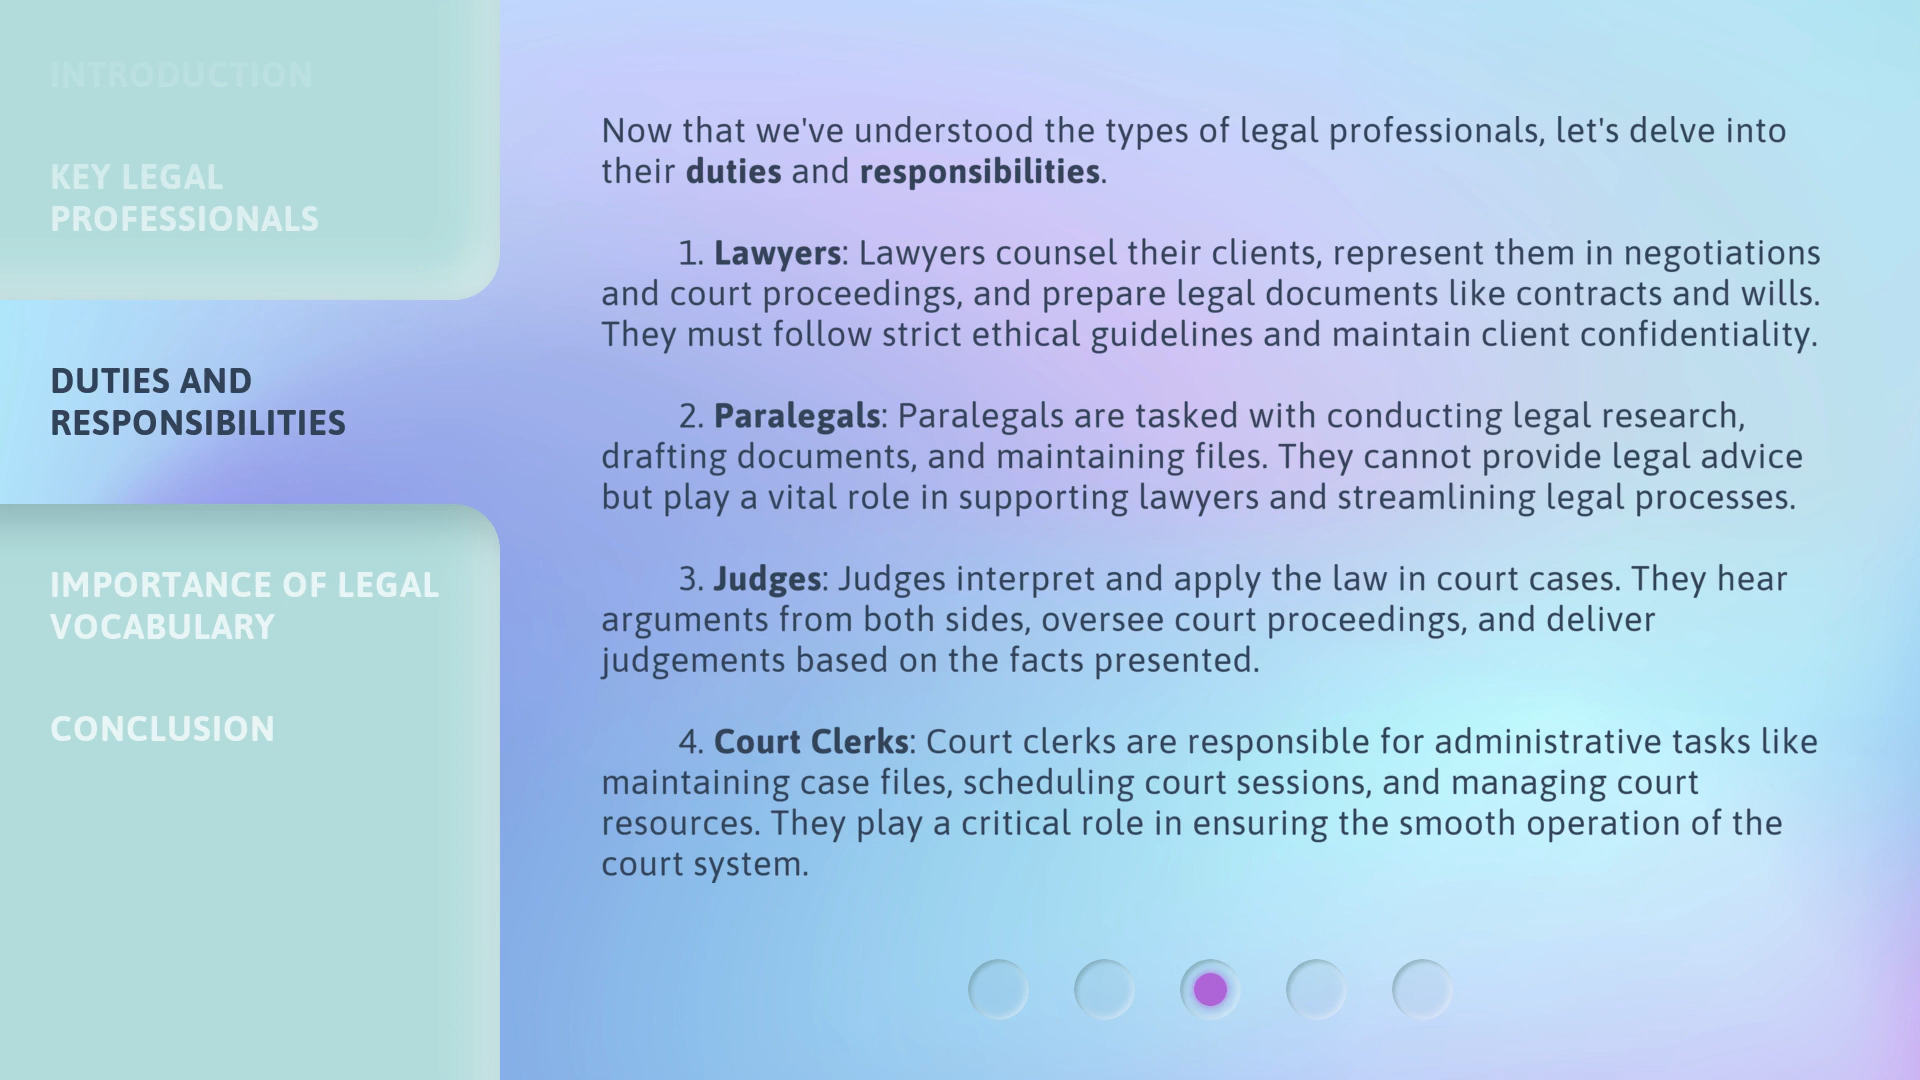 INTRODUCTION
KEY LEGAL
PROFESSIONALS
DUTIES AND
RESPONSIBILITIES
IMPORTANCE OF LEGAL
VOCABULARY
CONCLUSION
Now that we've understood the types of legal professionals, let's delve into
their duties and responsibilities.
1. Lawyers: Lawyers counsel their clients, represent them in negotiations
and court proceedings, and prepare legal documents like contracts and wills.
They must follow strict ethical guidelines and maintain client confidentiality.
2. Paralegals: Paralegals are tasked with conducting legal research,
drafting documents, and maintaining files. They cannot provide legal advice
but play a vital role in supporting lawyers and streamlining legal processes.
3. Judges: Judges interpret and apply the law in court cases. They hear
arguments from both sides, oversee court proceedings, and deliver
judgements based on the facts presented.
4. Court Clerks: Court clerks are responsible for administrative tasks like
maintaining case files, scheduling court sessions, and managing court
resources. They play a critical role in ensuring the smooth operation of the
court system.